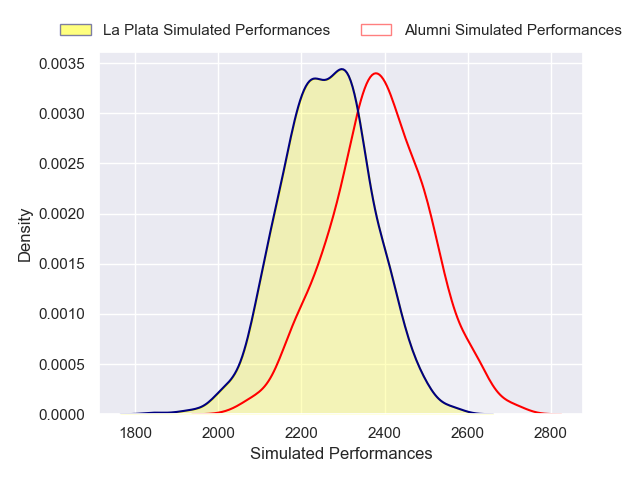 La Plata Simulated Performances Alumni Simulated Performances
0.0035
0.0030
0.0025
0.0020
0.0015
0.0010
0.0005
0.0000
Density
1800 2000 2200 2400 2600 2800
Simulated Performances